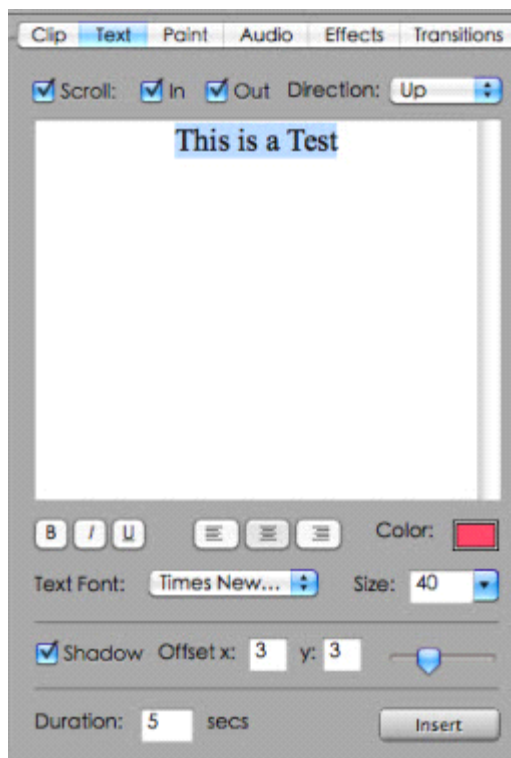 Clip Text Paint Audio Effects Transitions
Scroll: In Out Direction: Up
This is a Test
B I U Color:
Text Font: Times New... Size: 40
Shadow Offset x: 3 y: 3
Duration: 5 secs Insert